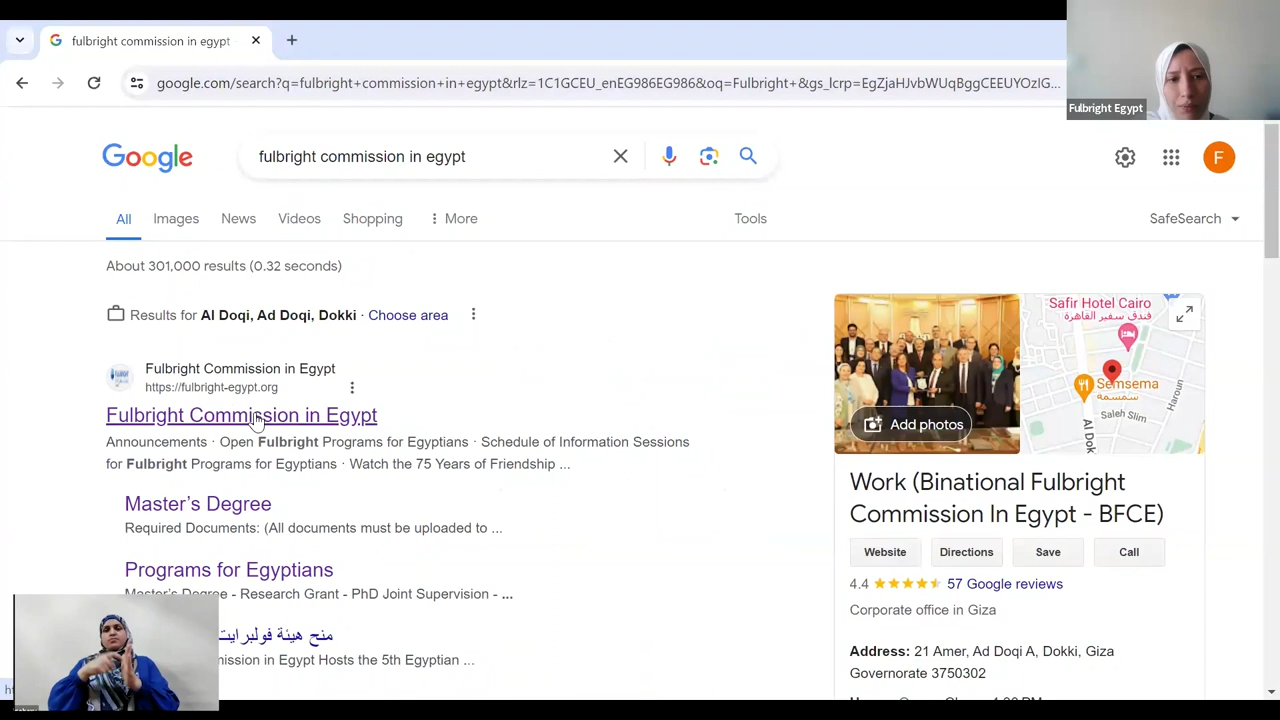 fulbright commission in egypt
google.com/search?q=fulbright+commission+in+egypt&rlz=1C1GCEU_enEG986EG986&oq=Fulbright+&gs_lcrp=EgZjaHJvbWUqBggCEEUYOzIG...
Fulbright Egypt
Google
fulbright commission in egypt
F
All Images News Videos Shopping More Tools SafeSearch
About 301,000 results (0.32 seconds)
Results for Al Doqi, Ad Doqi, Dokki · Choose area
Fulbright Commission in Egypt
https://fulbright-egypt.org
Fulbright Commission in Egypt
Announcements · Open Fulbright Programs for Egyptians · Schedule of Information Sessions
for Fulbright Programs for Egyptians · Watch the 75 Years of Friendship ...
Master's Degree
Required Documents: (All documents must be uploaded to ...
Programs for Egyptians
Master's Degree - Research Grant - PhD Joint Supervision - ...
منح هيئة فولبرايت
mission in Egypt Hosts the 5th Egyptian ...
Safir Hotel Cairo
فندق سفير القاهرة
Semsema
سمسمة
Haroun
Saleh Slim
Al Dok
Add photos
Work (Binational Fulbright
Commission In Egypt - BFCE)
Website Directions Save Call
4.4 57 Google reviews
Corporate office in Giza
Address: 21 Amer, Ad Doqi A, Dokki, Giza
Governorate 3750302